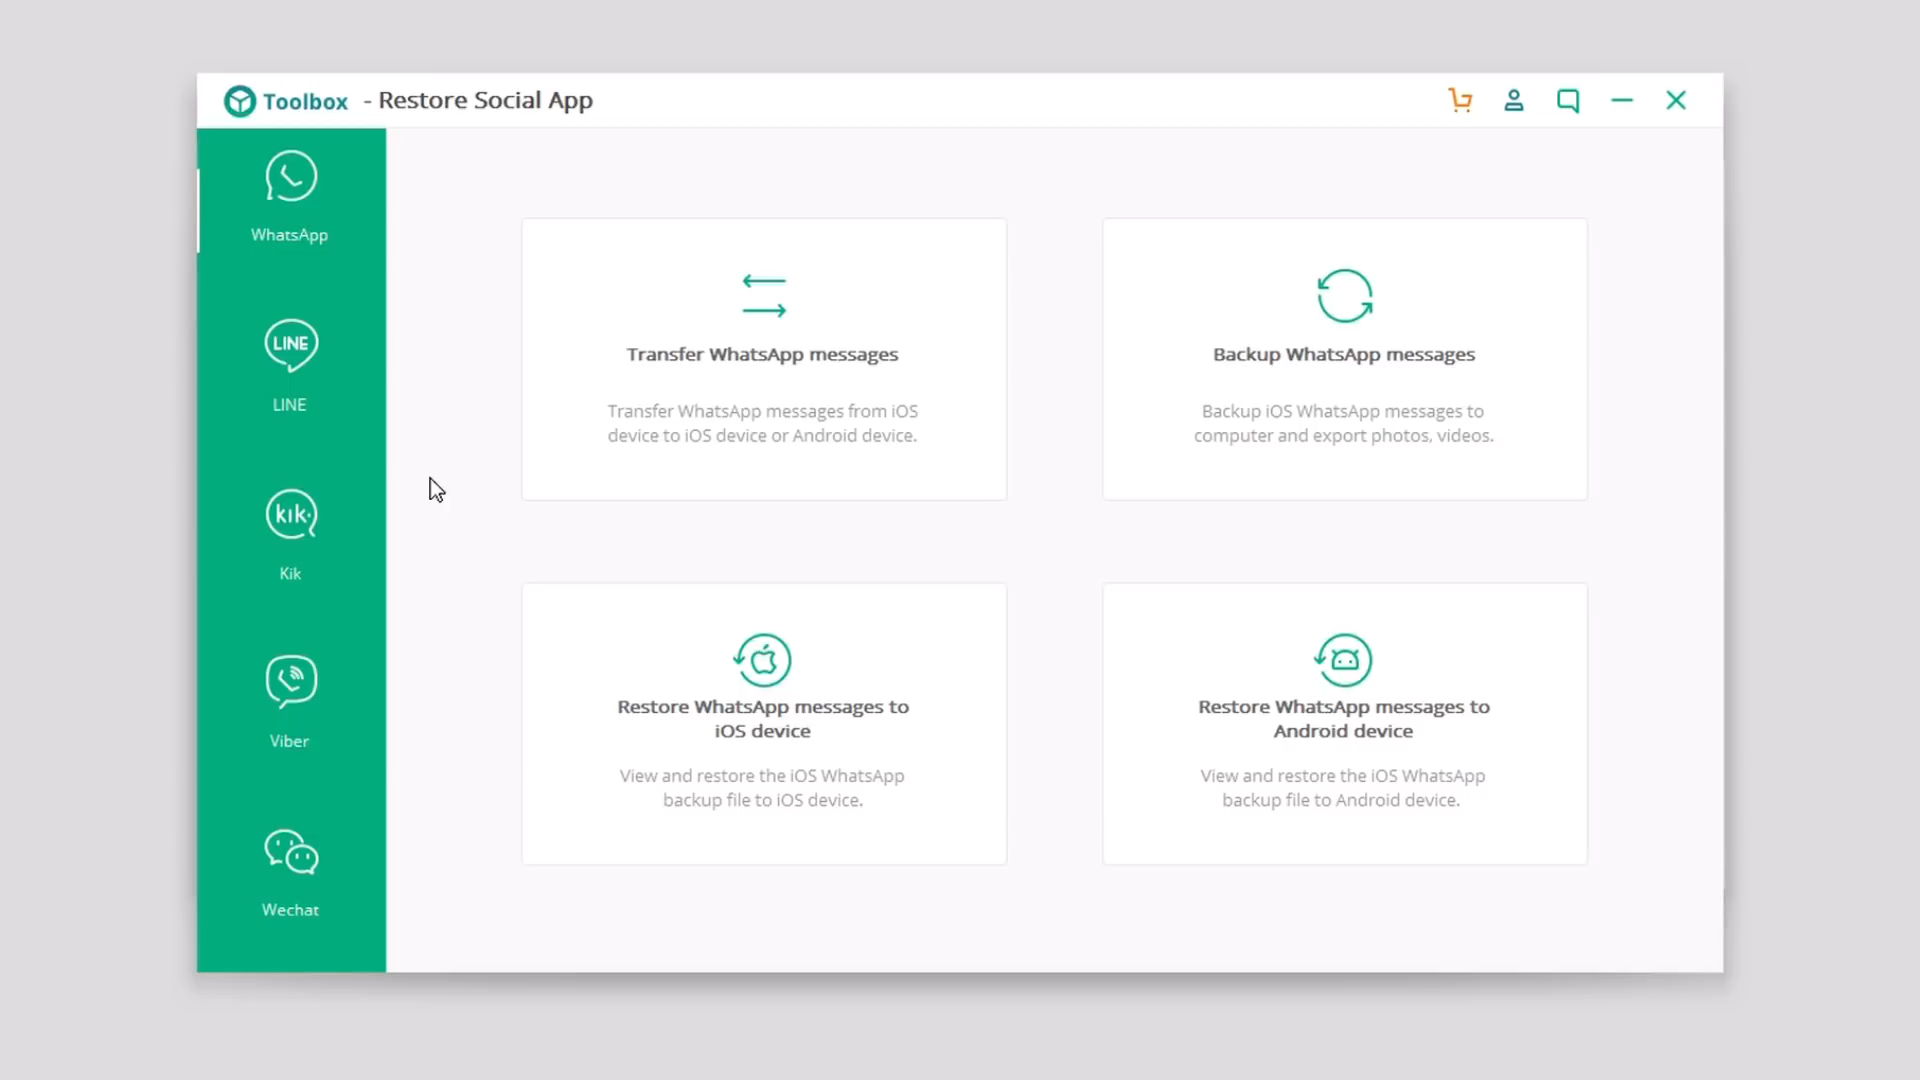 Toolbox - Restore Social App
WhatsApp
LINE
LINE
kik
Kik
Viber
Wechat
Transfer WhatsApp messages
Transfer WhatsApp messages from iOS
device to iOS device or Android device.
Backup WhatsApp messages
Backup iOS WhatsApp messages to
computer and export photos, videos.
Restore WhatsApp messages to
iOS device
View and restore the iOS WhatsApp
backup file to iOS device.
Restore WhatsApp messages to
Android device
View and restore the iOS WhatsApp
backup file to Android device.